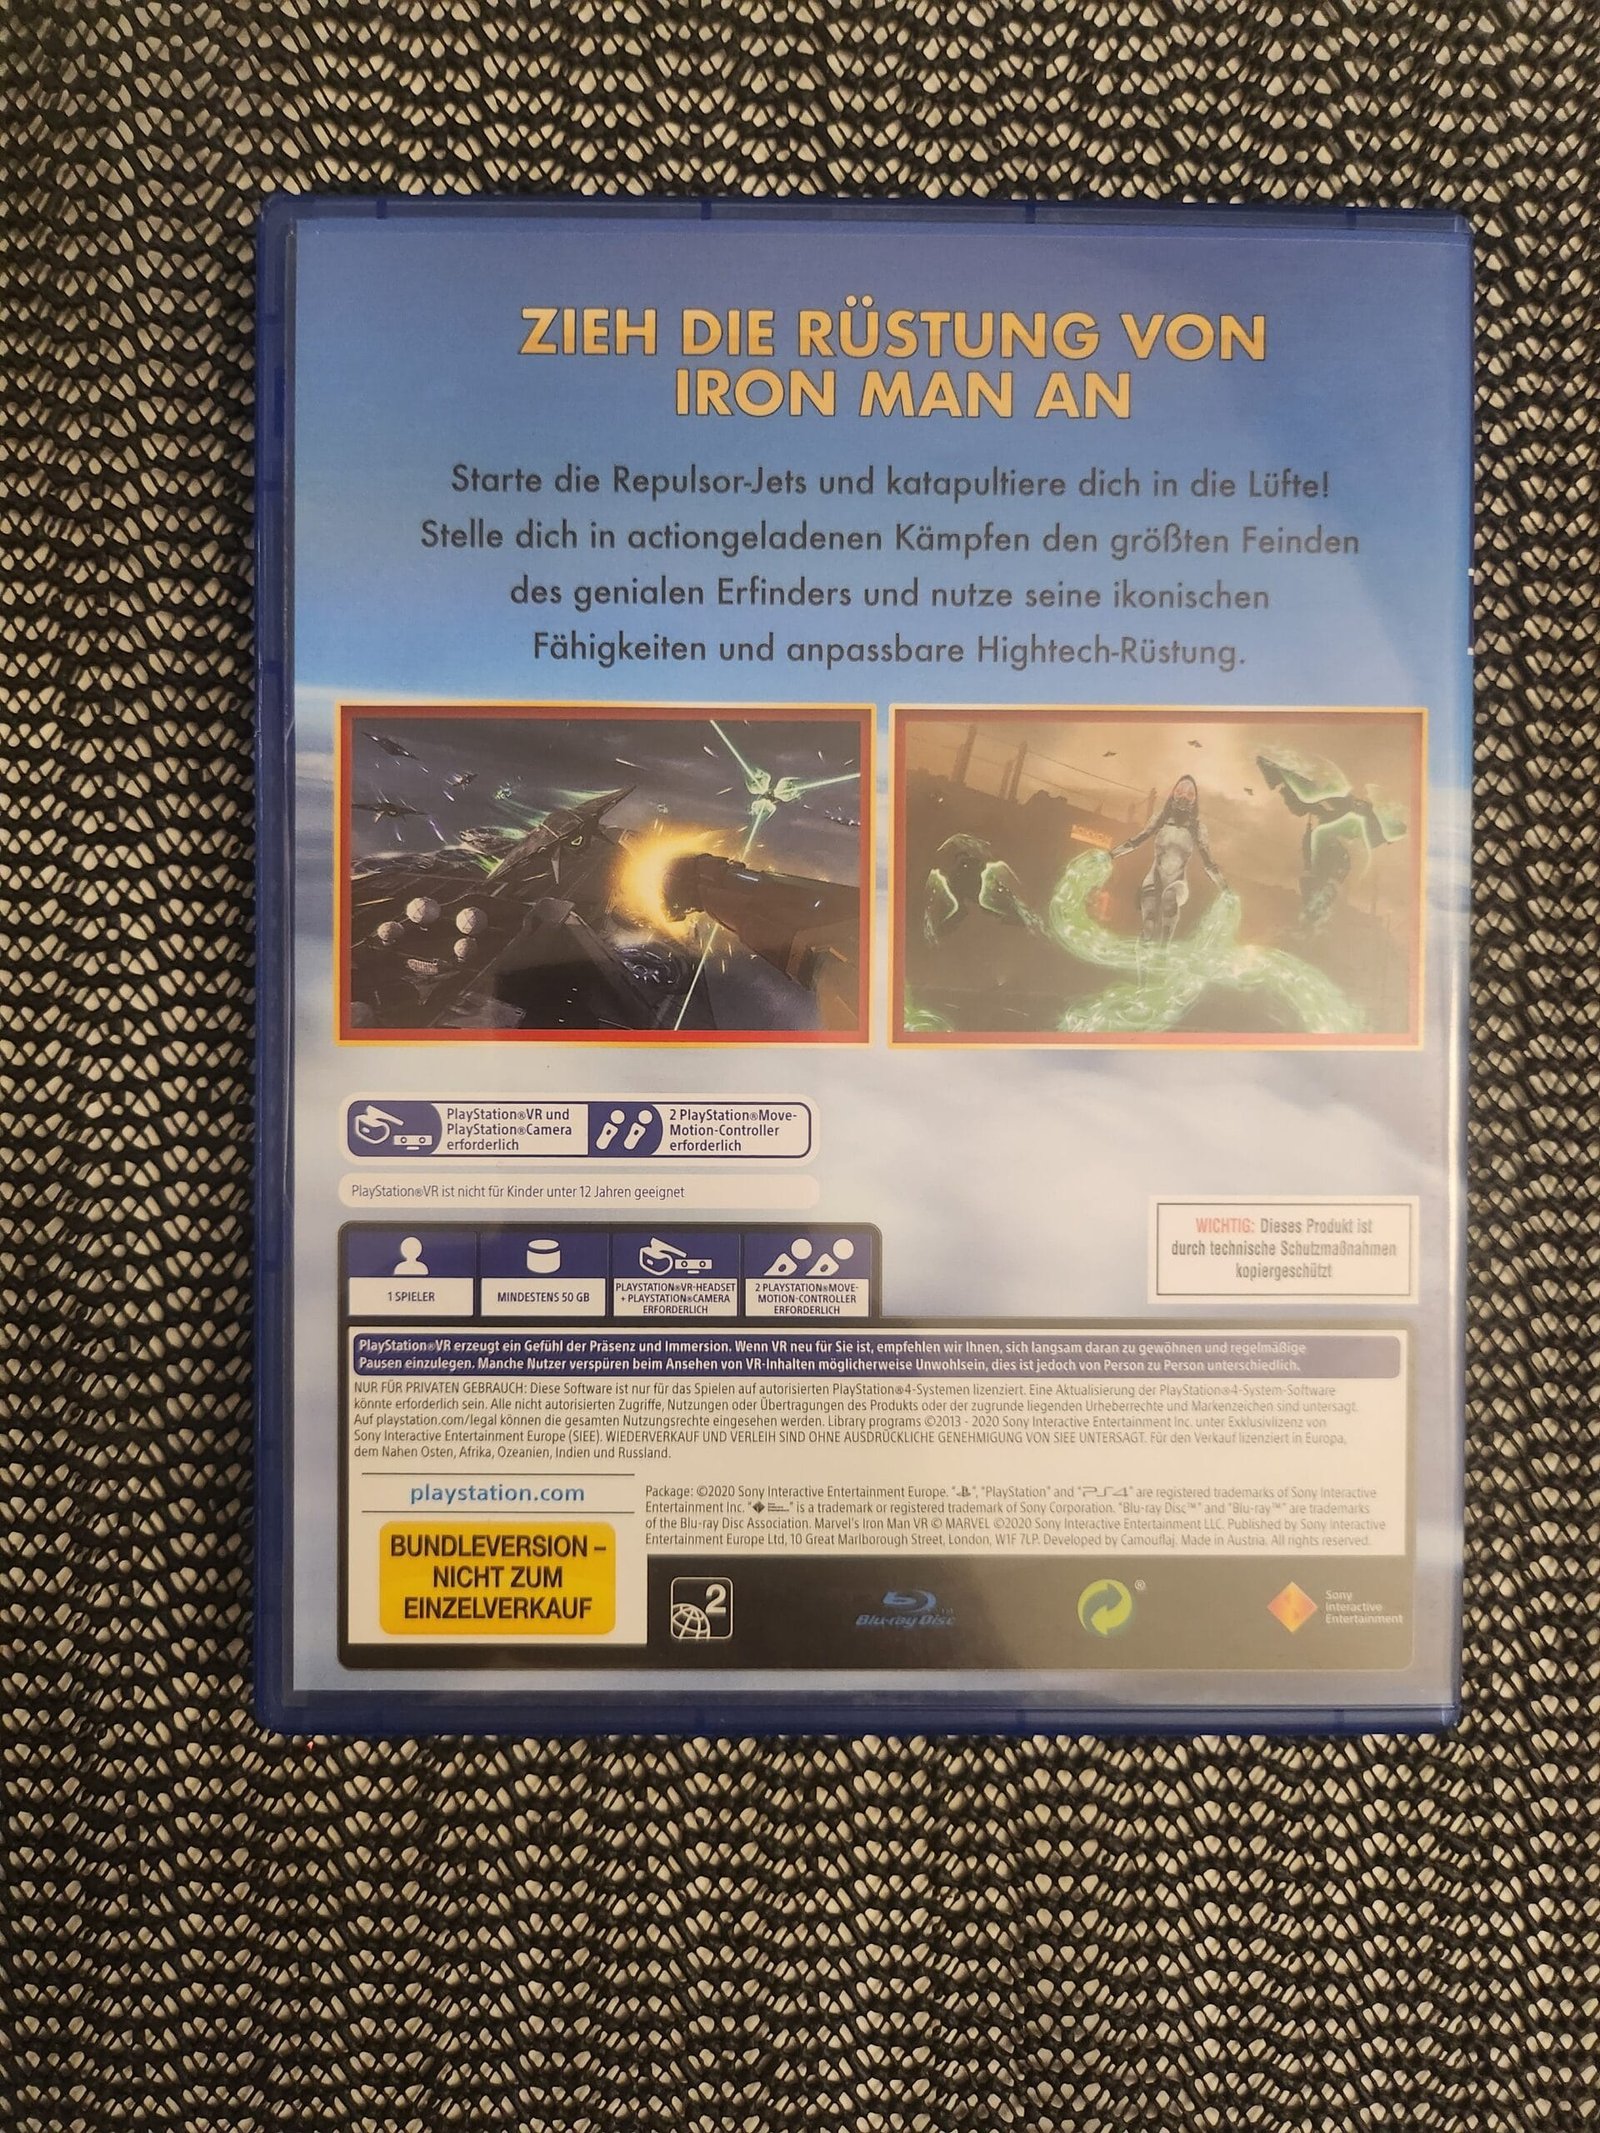 ZIEH DIE RÜSTUNG VON
IRON MAN AN
Starte die Repulsor-Jets und katapultiere dich in die Lüfte!
Stelle dich in actiongeladenen Kämpfen den größten Feinden
des genialen Erfinders und nutze seine ikonischen
Fähigkeiten und anpassbare Hightech-Rüstung.
PlayStation®VR und
PlayStation®Camera
erforderlich
2 PlayStation®Move-
Motion-Controller
erforderlich
PlayStation®VR ist nicht für Kinder unter 12 Jahren geeignet
WICHTIG: Dieses Produkt ist
durch technische Schutzmaßnahmen
kopiergeschützt
1 SPIELER
MINDESTENS 50 GB
PLAYSTATION®VR-HEADSET
+ PLAYSTATION®CAMERA
ERFORDERLICH
2 PLAYSTATION®MOVE-
MOTION-CONTROLLER
ERFORDERLICH
PlayStation®VR erzeugt ein Gefühl der Präsenz und Immersion. Wenn VR neu für Sie ist, empfehlen wir Ihnen, sich langsam daran zu gewöhnen und regelmäßige
Pausen einzulegen. Manche Nutzer verspüren beim Ansehen von VR-Inhalten möglicherweise Unwohlsein, dies ist jedoch von Person zu Person unterschiedlich.
NUR FÜR PRIVATEN GEBRAUCH: Diese Software ist nur für das Spielen auf autorisierten PlayStation®4-Systemen lizenziert. Eine Aktualisierung der PlayStation®4-System-Software
könnte erforderlich sein. Alle nicht autorisierten Zugriffe, Nutzungen oder Übertragungen des Produkts oder der zugrunde liegenden Urheberrechte und Markenzeichen sind untersagt.
Auf playstation.com/legal können die gesamten Nutzungsrechte eingesehen werden. Library programs ©2013 - 2020 Sony Interactive Entertainment Inc. unter Exklusivlizenz von
Sony Interactive Entertainment Europe (SIEE). WIEDERVERKAUF UND VERLEIH SIND OHNE AUSDRÜCKLICHE GENEHMIGUNG VON SIEE UNTERSAGT. Für den Verkauf lizenziert in Europa,
dem Nahen Osten, Afrika, Ozeanien, Indien und Russland.
playstation.com
BUNDLEVERSION –
NICHT ZUM
EINZELVERKAUF
Package: ©2020 Sony Interactive Entertainment Europe. "", "PlayStation" and "PS4" are registered trademarks of Sony Interactive
Entertainment Inc. "" is a trademark or registered trademark of Sony Corporation. "Blu-ray Disc™" and "Blu-ray™" are trademarks
of the Blu-ray Disc Association. Marvel's Iron Man VR © MARVEL ©2020 Sony Interactive Entertainment LLC. Published by Sony Interactive
Entertainment Europe Ltd, 10 Great Marlborough Street, London, W1F 7LP. Developed by Camouflaj. Made in Austria. All rights reserved.
2
Blu-ray Disc™
®
Sony
Interactive
Entertainment